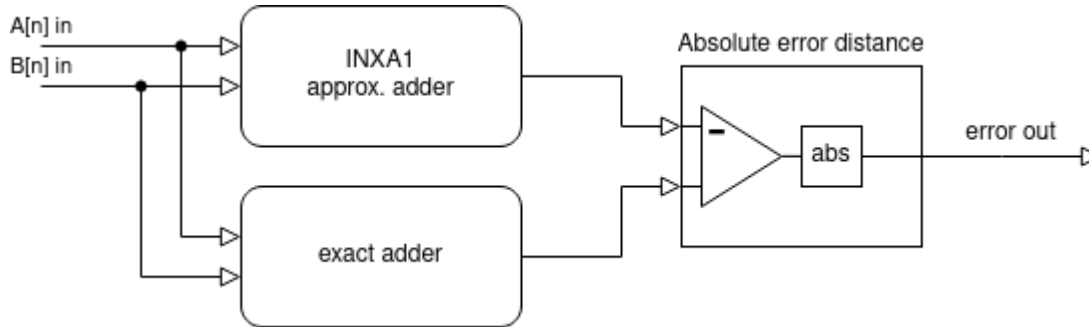 A[n] in
B[n] in
INXA1
approx. adder
exact adder
Absolute error distance
-
abs
error out